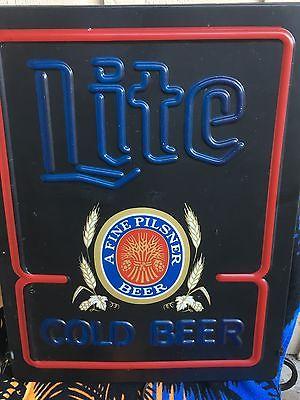 Lite
A FINE PILSNER
BEER
COLD BEER